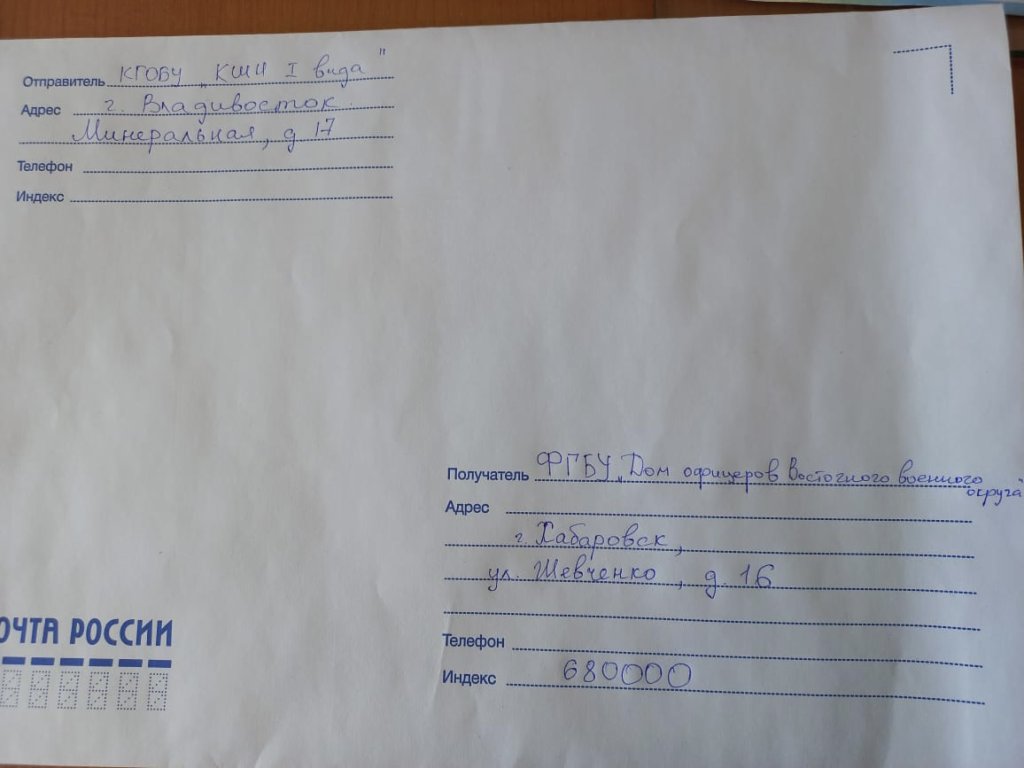 Отправитель КГОБУ „КШИ I вида"
Адрес г. Владивосток
Минеральная, д 17
Телефон
Индекс
Получатель ФГБУ „Дом офицеров Восточного военного
округа"
Адрес
г. Хабаровск,
ул. Шевченко, д. 16
Телефон
Индекс 680000
ОЧТА РОССИИ